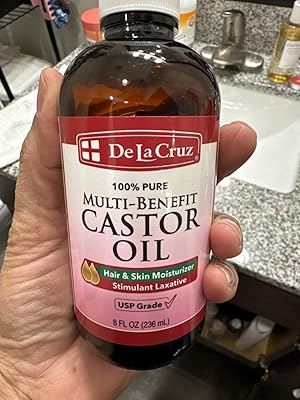 De La Cruz
100% PURE
MULTI-BENEFIT
CASTOR
OIL
Hair & Skin Moisturizer
Stimulant Laxative
USP Grade
8 FL OZ (236 mL)